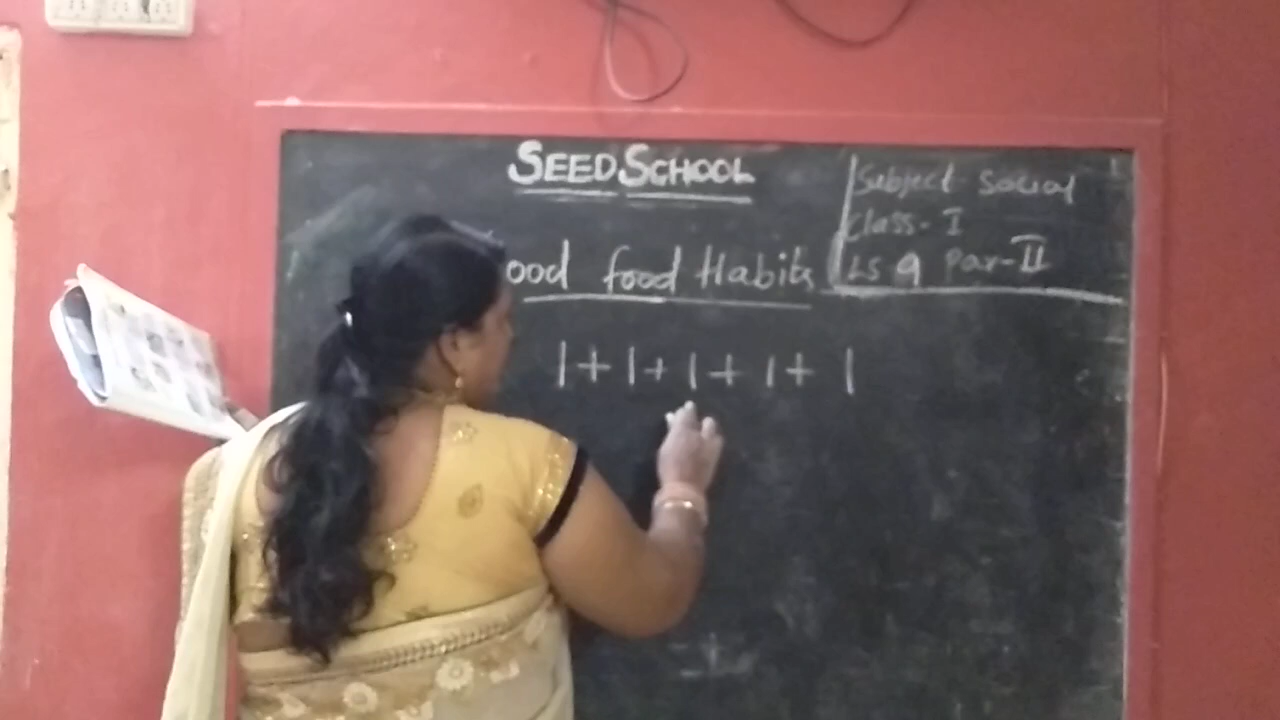 SEED SCHOOL
Subject Social
Class - I
LS 9 Par - II
ood food Habits
1 + 1 + 1 + 1 + 1